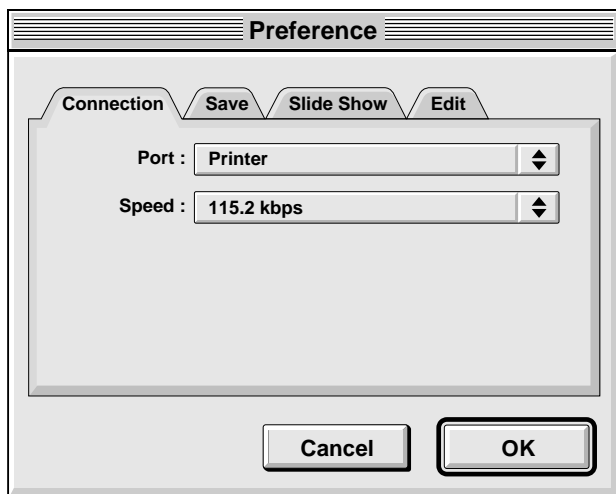 Preference
Connection Save Slide Show Edit
Port : Printer
Speed : 115.2 kbps
Cancel OK